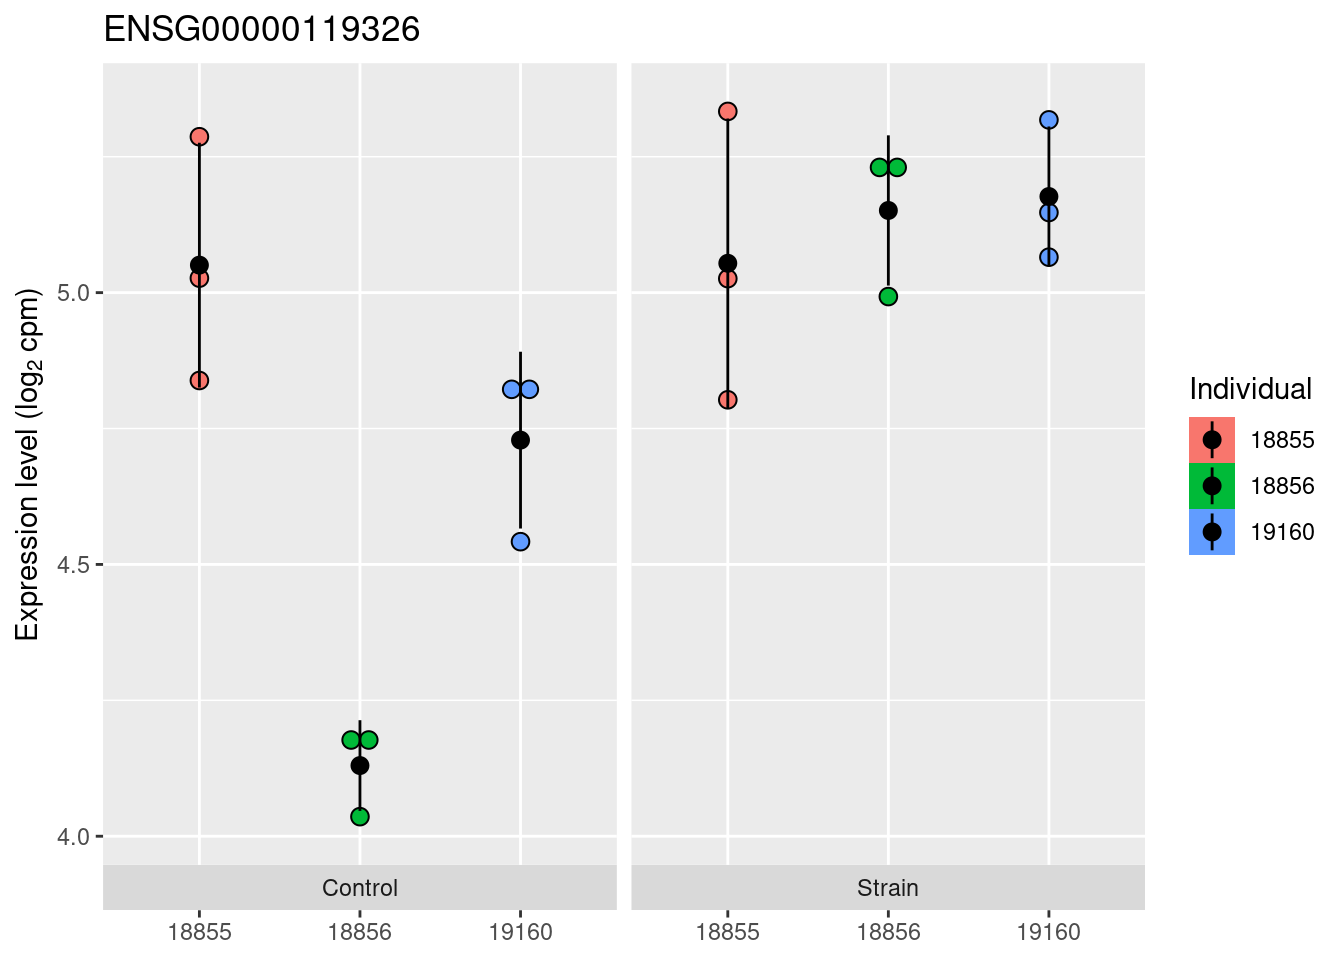 ENSG00000119326
Expression level (log₂ cpm)
5.0
4.5
4.0
Control
Strain
18855
18856
19160
18855
18856
19160
Individual
18855
18856
19160